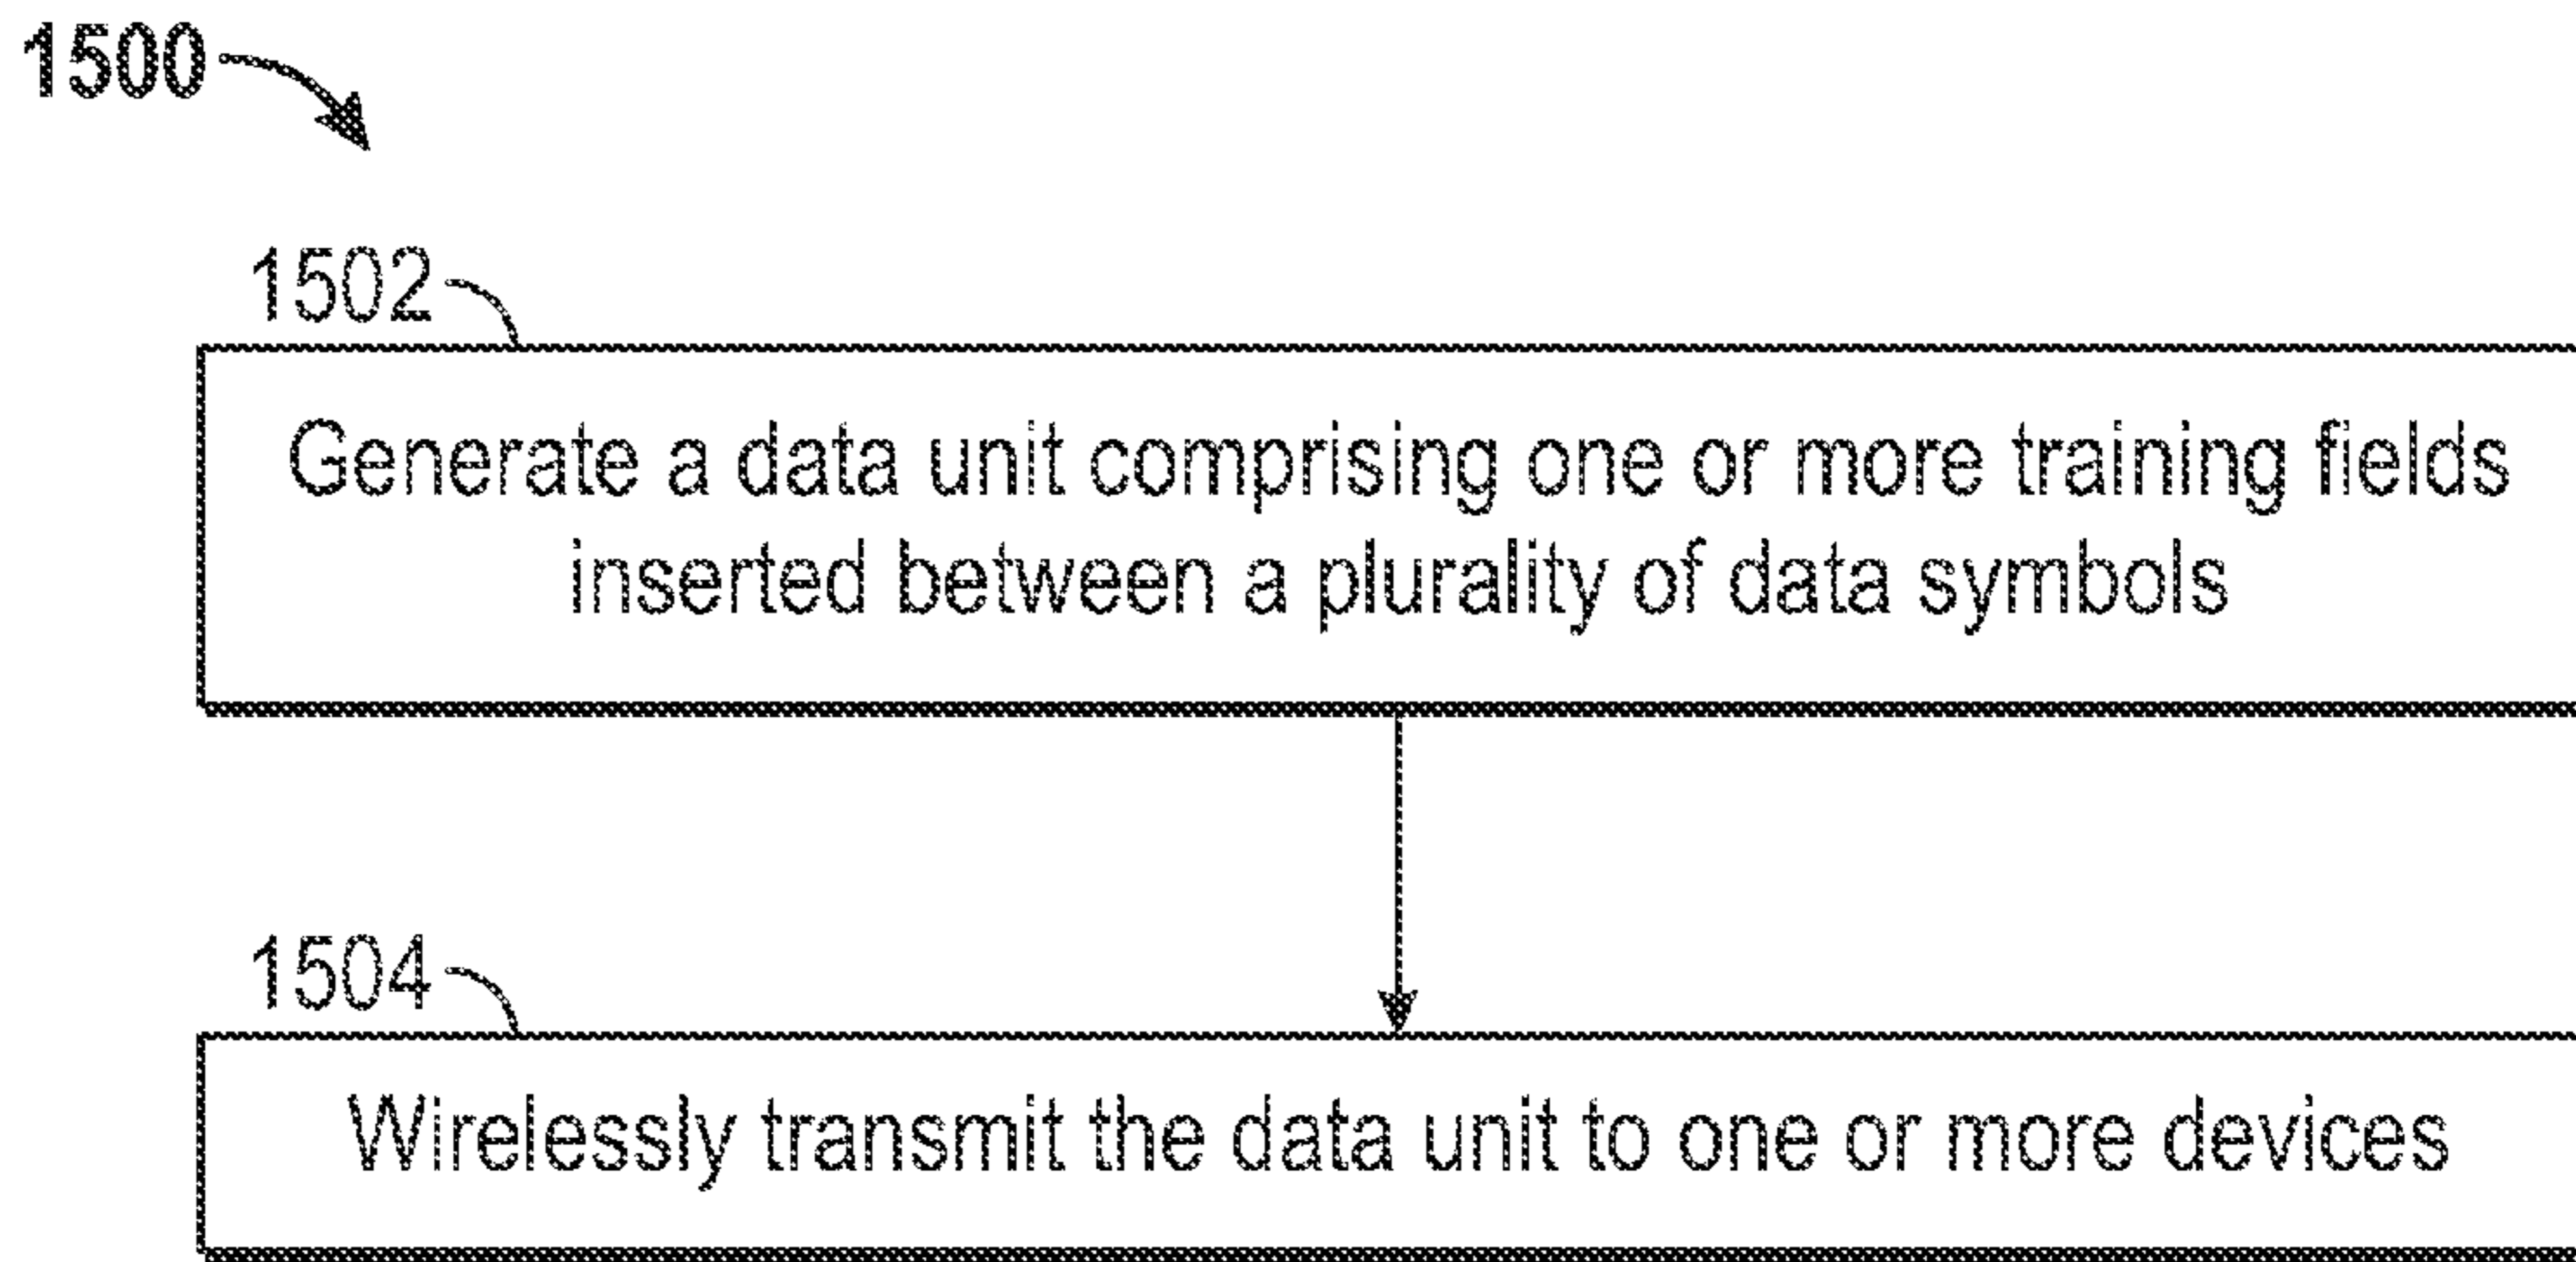 1500
1502
Generate a data unit comprising one or more training fields
inserted between a plurality of data symbols
1504
Wirelessly transmit the data unit to one or more devices